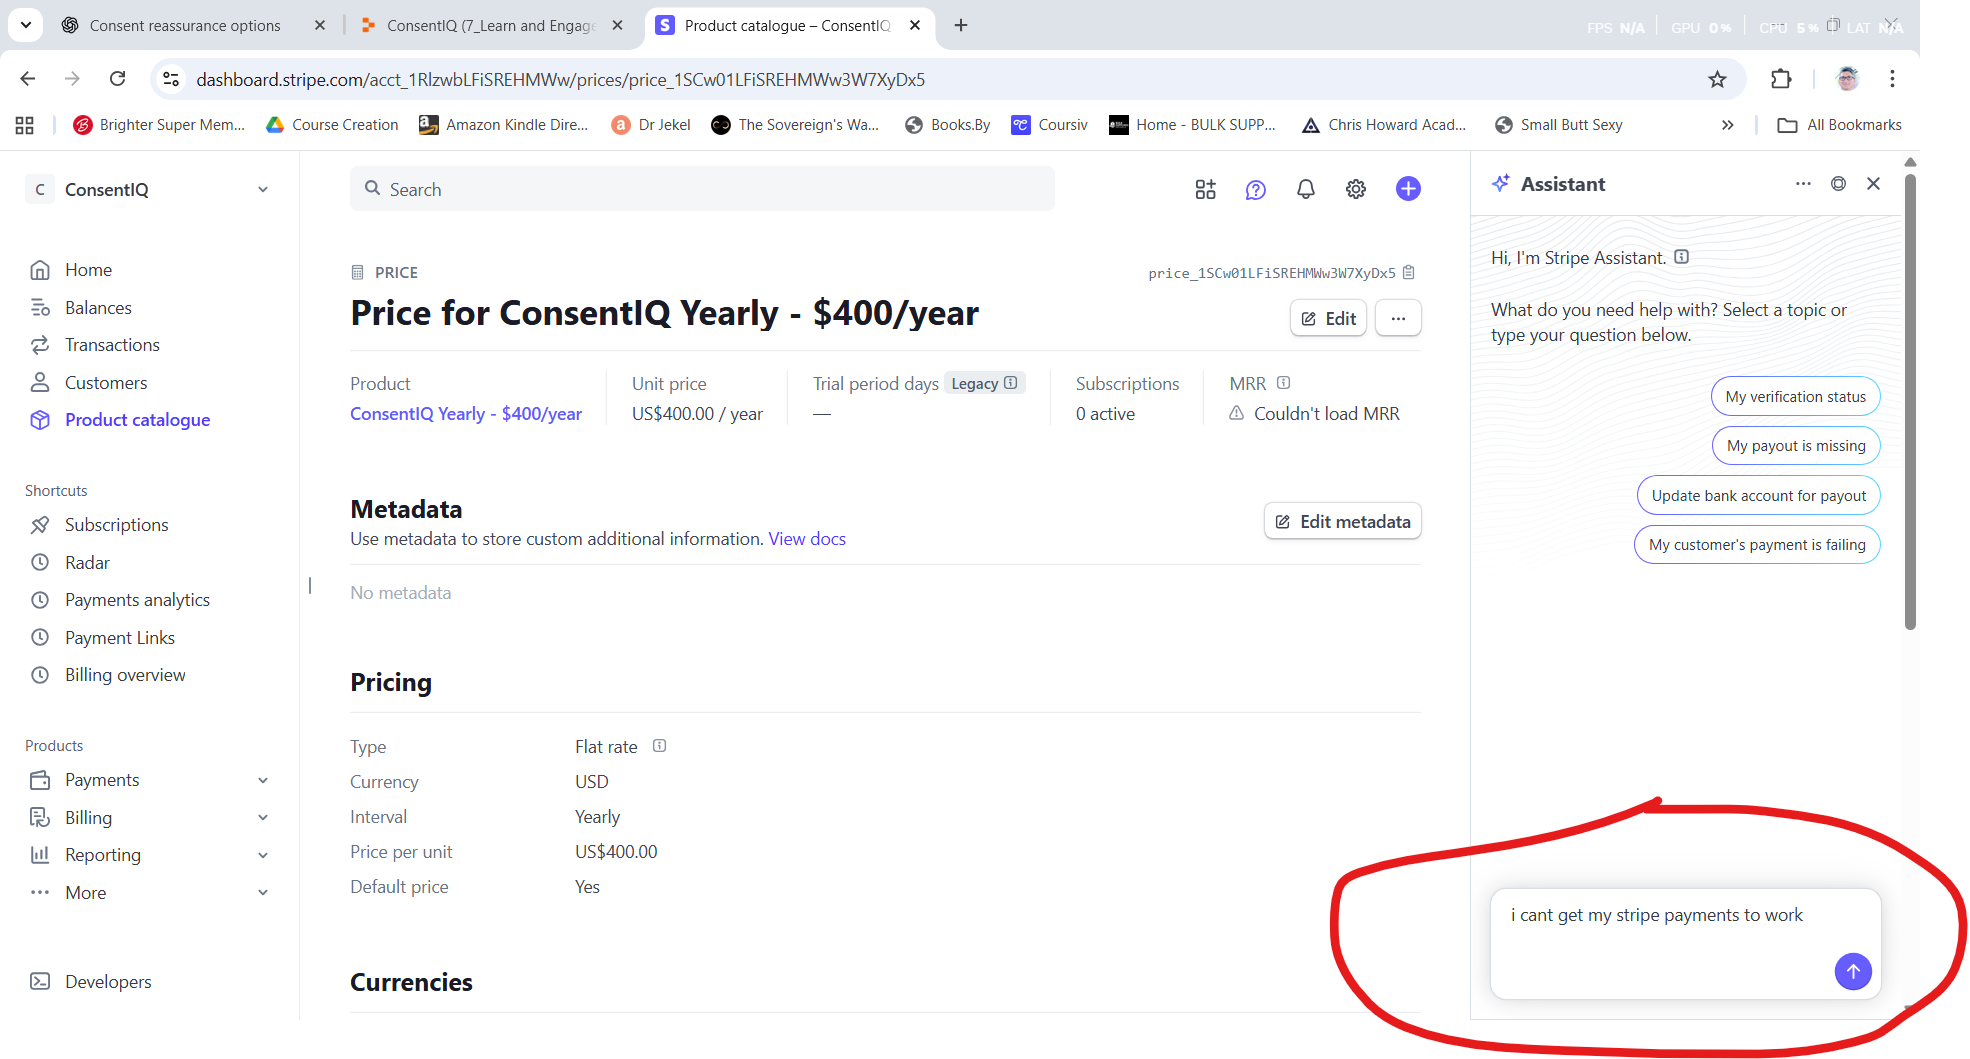 Consent reassurance options
ConsentIQ (7_Learn and Engage
Product catalogue – ConsentIQ
FPS N/A GPU 0% CPU 5% LAT N/A
dashboard.stripe.com/acct_1RlzwbLFiSREHMWw/prices/price_1SCw01LFiSREHMWw3W7XyDx5
Brighter Super Mem...
Course Creation
Amazon Kindle Dire...
Dr Jekel
The Sovereign's Wa...
Books.By
Coursiv
Home - BULK SUPP...
Chris Howard Acad...
Small Butt Sexy
All Bookmarks
C ConsentIQ
Home
Balances
Transactions
Customers
Product catalogue
Shortcuts
Subscriptions
Radar
Payments analytics
Payment Links
Billing overview
Products
Payments
Billing
Reporting
More
Developers
Search
PRICE
price_1SCw01LFiSREHMWw3W7XyDx5
Price for ConsentIQ Yearly - $400/year
Edit
Product
ConsentIQ Yearly - $400/year
Unit price
US$400.00 / year
Trial period days Legacy
—
Subscriptions
0 active
MRR
Couldn't load MRR
Metadata
Use metadata to store custom additional information. View docs
Edit metadata
No metadata
Pricing
Type Flat rate
Currency USD
Interval Yearly
Price per unit US$400.00
Default price Yes
Currencies
Assistant
Hi, I'm Stripe Assistant.
What do you need help with? Select a topic or
type your question below.
My verification status
My payout is missing
Update bank account for payout
My customer's payment is failing
i cant get my stripe payments to work